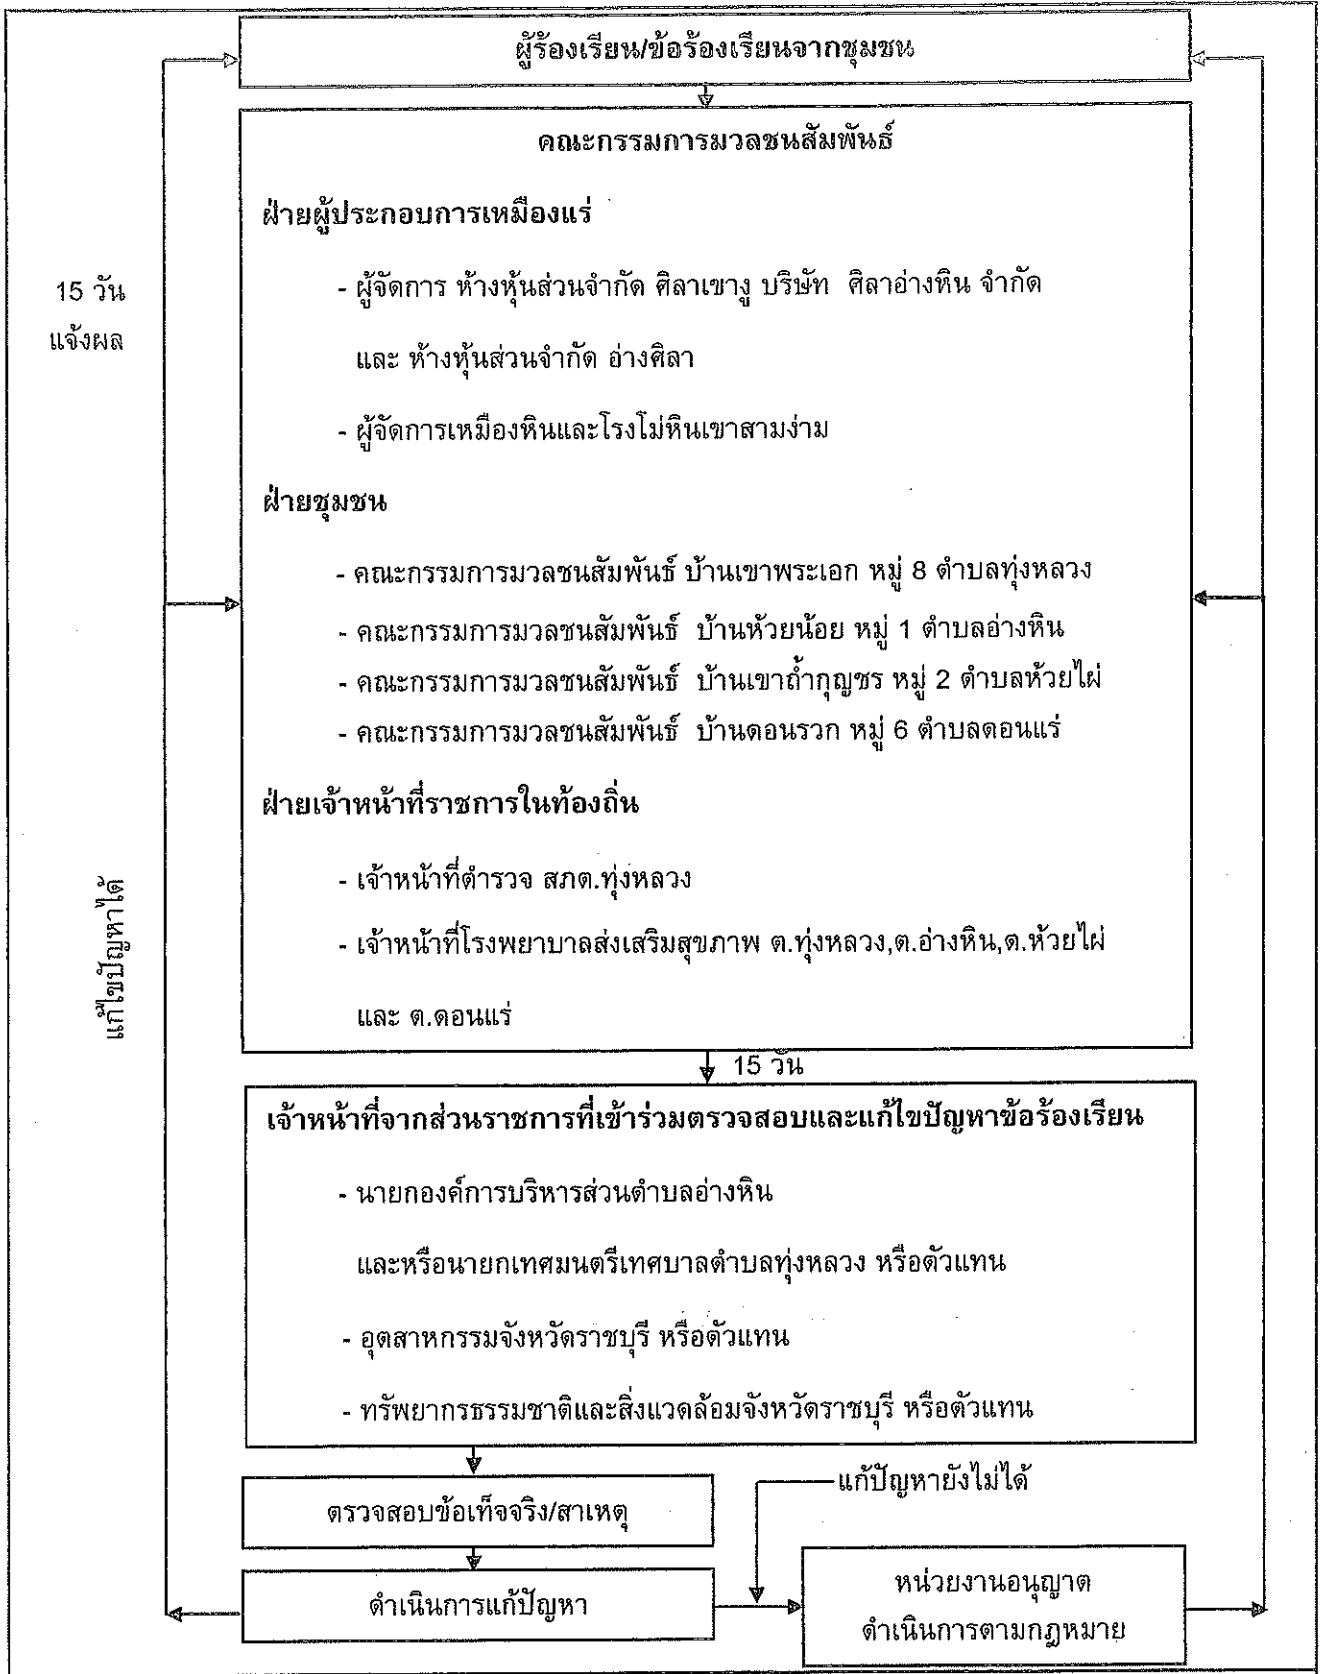 ผู้ร้องเรียน/ข้อร้องเรียนจากชุมชน
คณะกรรมการมวลชนสัมพันธ์
ฝ่ายผู้ประกอบการเหมืองแร่
- ผู้จัดการ ห้างหุ้นส่วนจำกัด ศิลาเขางู บริษัท ศิลาอ่างหิน จำกัด
และ ห้างหุ้นส่วนจำกัด อ่างศิลา
- ผู้จัดการเหมืองหินและโรงโม่หินเขาสามง่าม
ฝ่ายชุมชน
- คณะกรรมการมวลชนสัมพันธ์ บ้านเขาพระเอก หมู่ 8 ตำบลทุ่งหลวง
- คณะกรรมการมวลชนสัมพันธ์ บ้านห้วยน้อย หมู่ 1 ตำบลอ่างหิน
- คณะกรรมการมวลชนสัมพันธ์ บ้านเขาถ้ำกุญชร หมู่ 2 ตำบลห้วยไผ่
- คณะกรรมการมวลชนสัมพันธ์ บ้านดอนรวก หมู่ 6 ตำบลดอนแร่
ฝ่ายเจ้าหน้าที่ราชการในท้องถิ่น
- เจ้าหน้าที่ตำรวจ สภต.ทุ่งหลวง
- เจ้าหน้าที่โรงพยาบาลส่งเสริมสุขภาพ ต.ทุ่งหลวง,ต.อ่างหิน,ต.ห้วยไผ่
และ ต.ดอนแร่
15 วัน
แจ้งผล
แก้ไขปัญหาได้
15 วัน
เจ้าหน้าที่จากส่วนราชการที่เข้าร่วมตรวจสอบและแก้ไขปัญหาข้อร้องเรียน
- นายกองค์การบริหารส่วนตำบลอ่างหิน
และหรือนายกเทศมนตรีเทศบาลตำบลทุ่งหลวง หรือตัวแทน
- อุตสาหกรรมจังหวัดราชบุรี หรือตัวแทน
- ทรัพยากรธรรมชาติและสิ่งแวดล้อมจังหวัดราชบุรี หรือตัวแทน
ตรวจสอบข้อเท็จจริง/สาเหตุ
แก้ปัญหายังไม่ได้
ดำเนินการแก้ปัญหา
หน่วยงานอนุญาต
ดำเนินการตามกฎหมาย